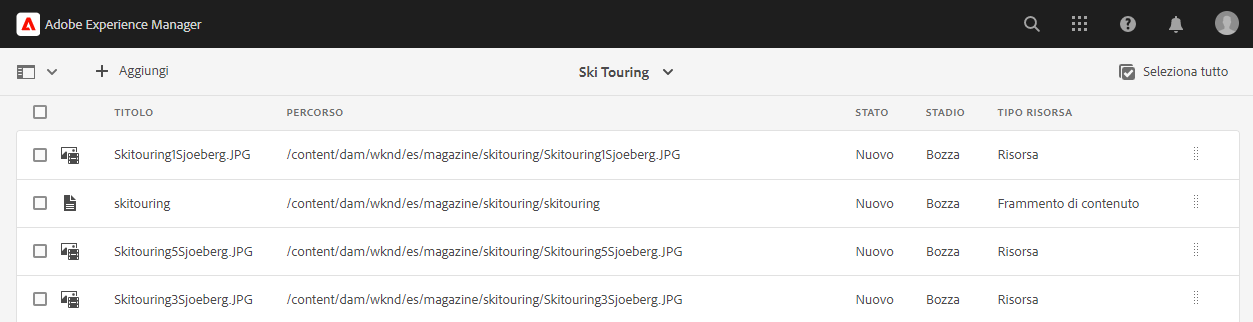 Adobe Experience Manager
Aggiungi Ski Touring Seleziona tutto
TITOLO PERCORSO STATO STADIO TIPO RISORSA
Skitouring1Sjoeberg.JPG /content/dam/wknd/es/magazine/skitouring/Skitouring1Sjoeberg.JPG Nuovo Bozza Risorsa
skitouring /content/dam/wknd/es/magazine/skitouring/skitouring Nuovo Bozza Frammento di contenuto
Skitouring5Sjoeberg.JPG /content/dam/wknd/es/magazine/skitouring/Skitouring5Sjoeberg.JPG Nuovo Bozza Risorsa
Skitouring3Sjoeberg.JPG /content/dam/wknd/es/magazine/skitouring/Skitouring3Sjoeberg.JPG Nuovo Bozza Risorsa